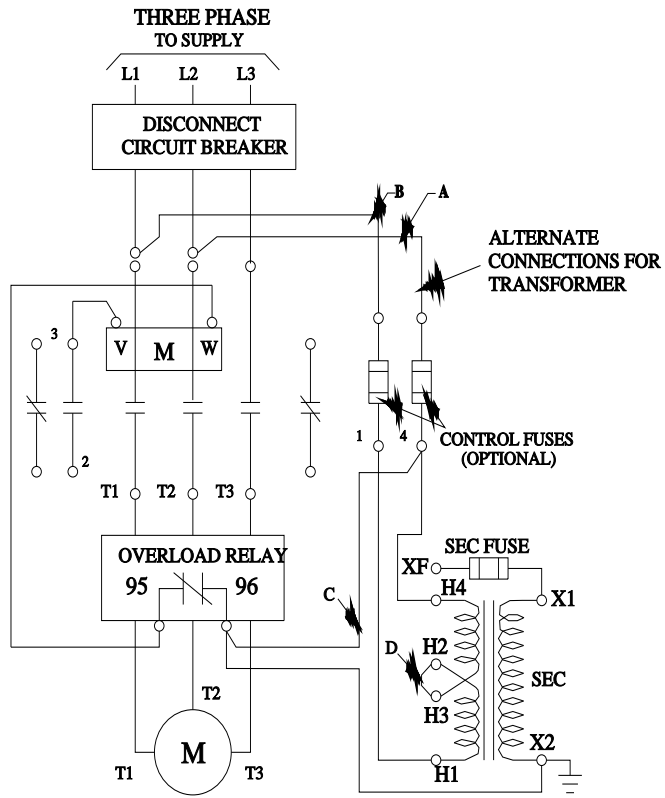 THREE PHASE
TO SUPPLY
L1 L2 L3
DISCONNECT
CIRCUIT BREAKER
B A
ALTERNATE
CONNECTIONS FOR
TRANSFORMER
3 V M W
1 4
CONTROL FUSES
(OPTIONAL)
2
T1 T2 T3
OVERLOAD RELAY
95 96
SEC FUSE
XF
H4 X1
C
D H2
SEC
H3
T2
M
X2
T1 T3 H1